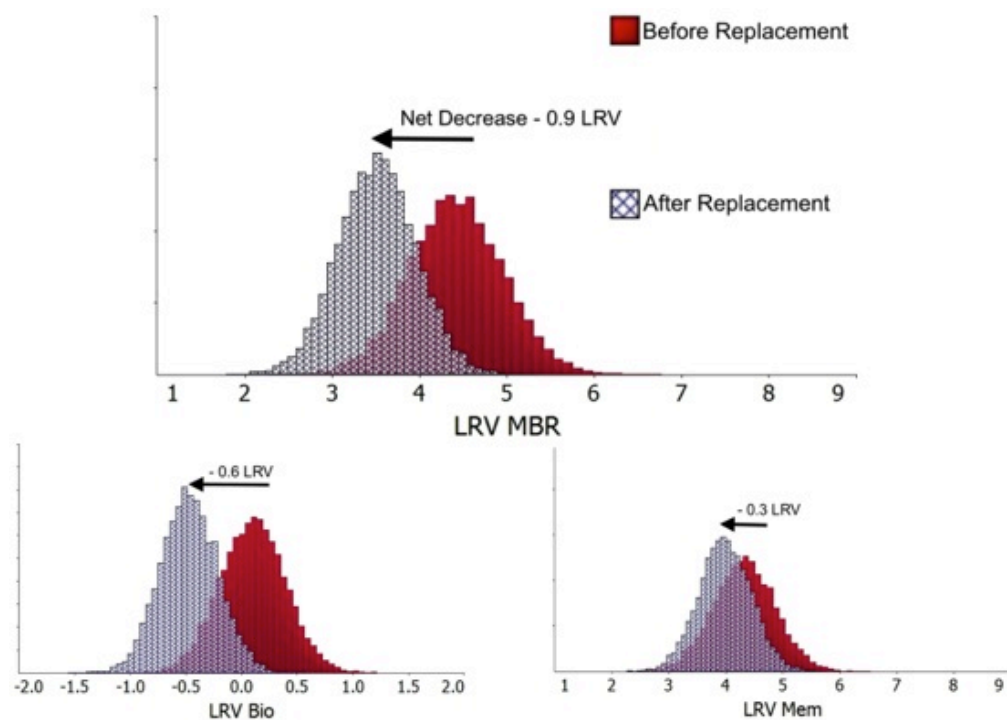 Before Replacement
Net Decrease - 0.9 LRV
After Replacement
1 2 3 4 5 6 7 8 9
LRV MBR
- 0.6 LRV
-2.0 -1.5 -1.0 -0.5 0.0 0.5 1.0 1.5 2.0
LRV Bio
- 0.3 LRV
1 2 3 4 5 6 7 8 9
LRV Mem